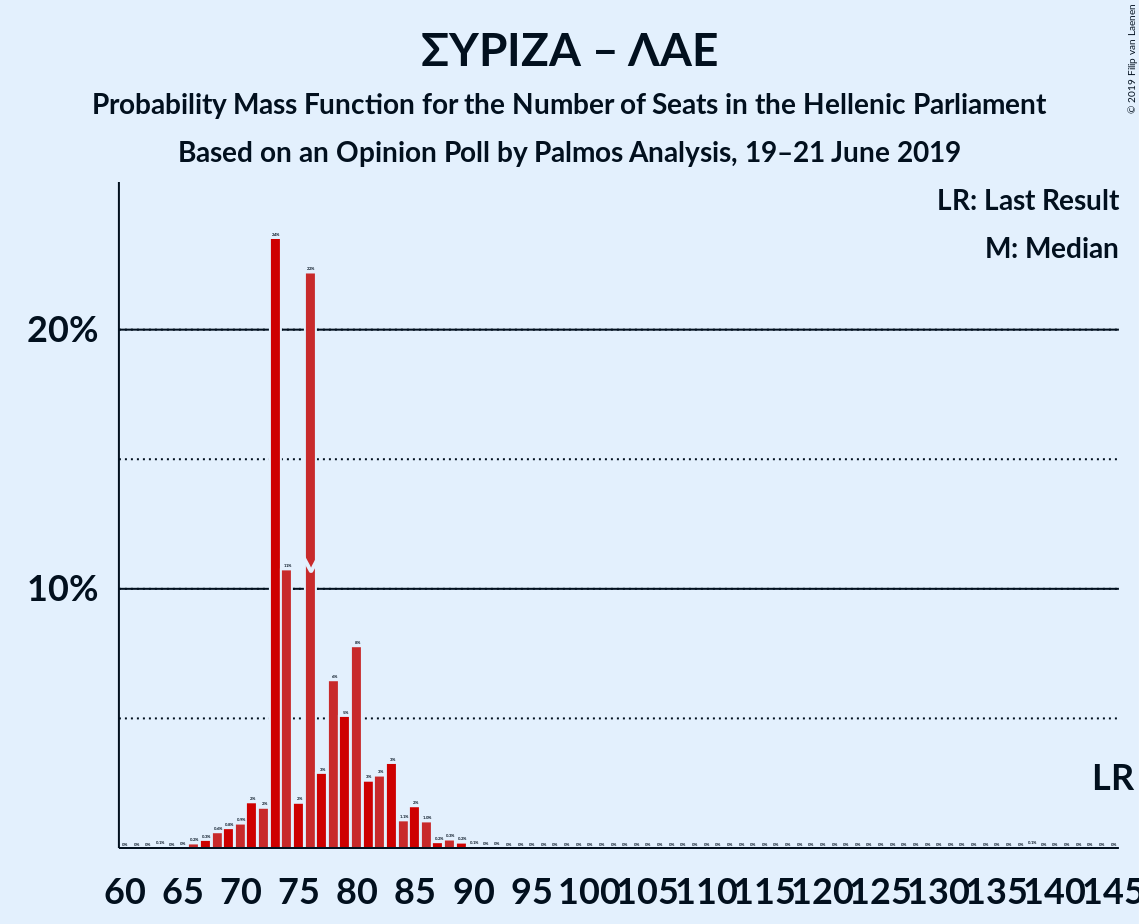 ΣΥΡΙΖΑ – ΛΑΕ
Probability Mass Function for the Number of Seats in the Hellenic Parliament
Based on an Opinion Poll by Palmos Analysis, 19–21 June 2019
© 2019 Filip van Laenen
LR: Last Result
M: Median
20%
10%
M
LR
60 65 70 75 80 85 90 95 100 105 110 115 120 125 130 135 140 145